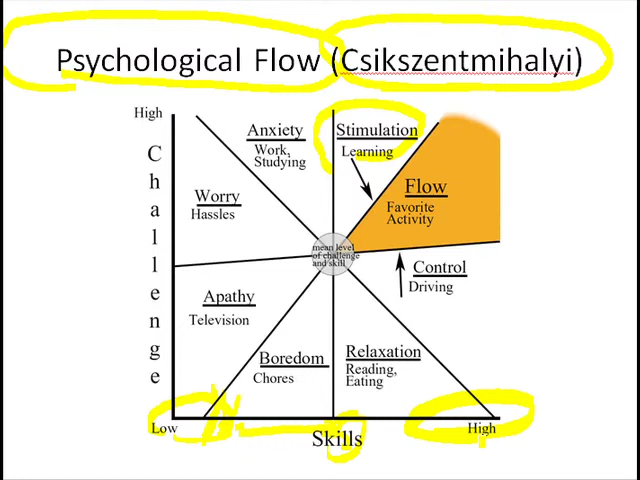 Psychological Flow (Csikszentmihalyi)
High
Challenge
Anxiety
Work,
Studying
Stimulation
Learning
Worry
Hassles
Flow
Favorite
Activity
mean level
of challenge
and skill
Control
Driving
Apathy
Television
Boredom
Chores
Relaxation
Reading,
Eating
Low
Skills
High